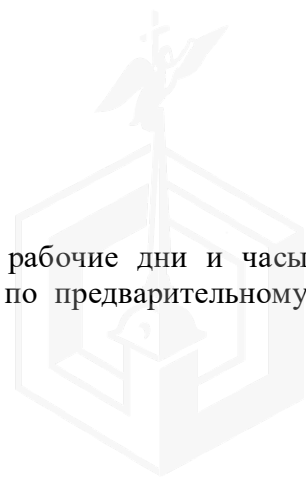 рабочие дни и часы
по предварительному